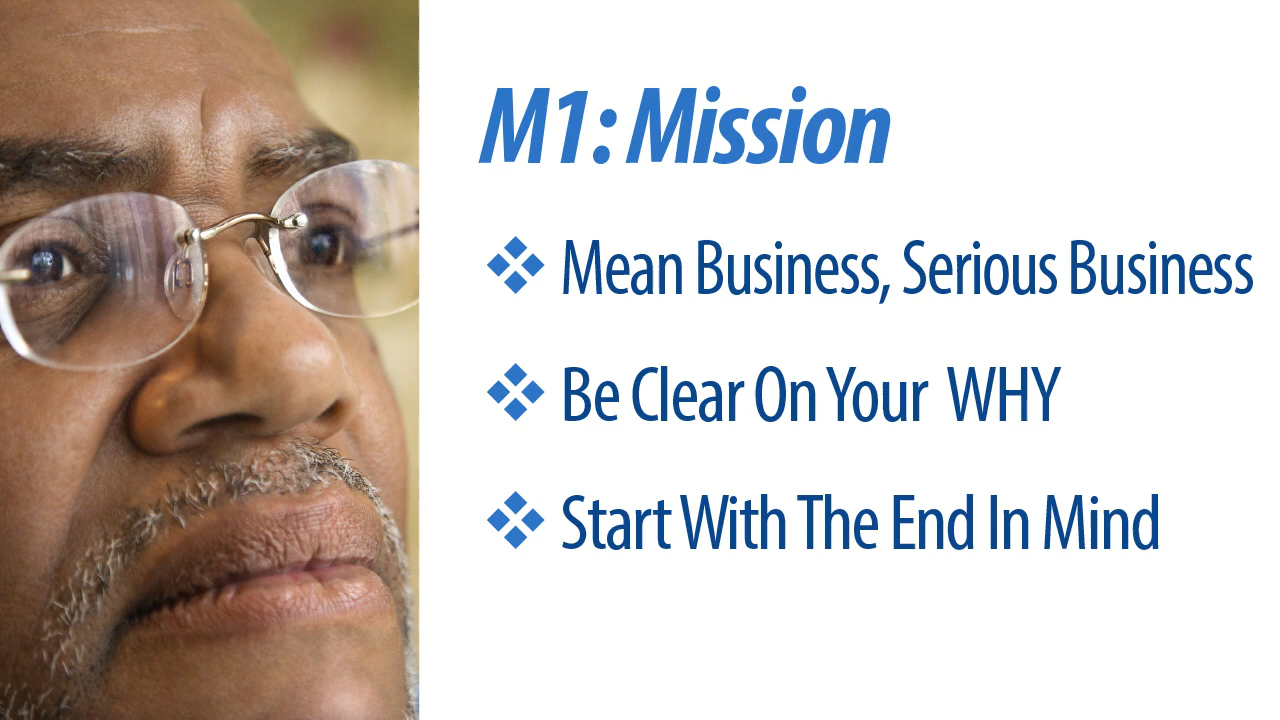 M1: Mission
Mean Business, Serious Business
Be Clear On Your WHY
Start With The End In Mind